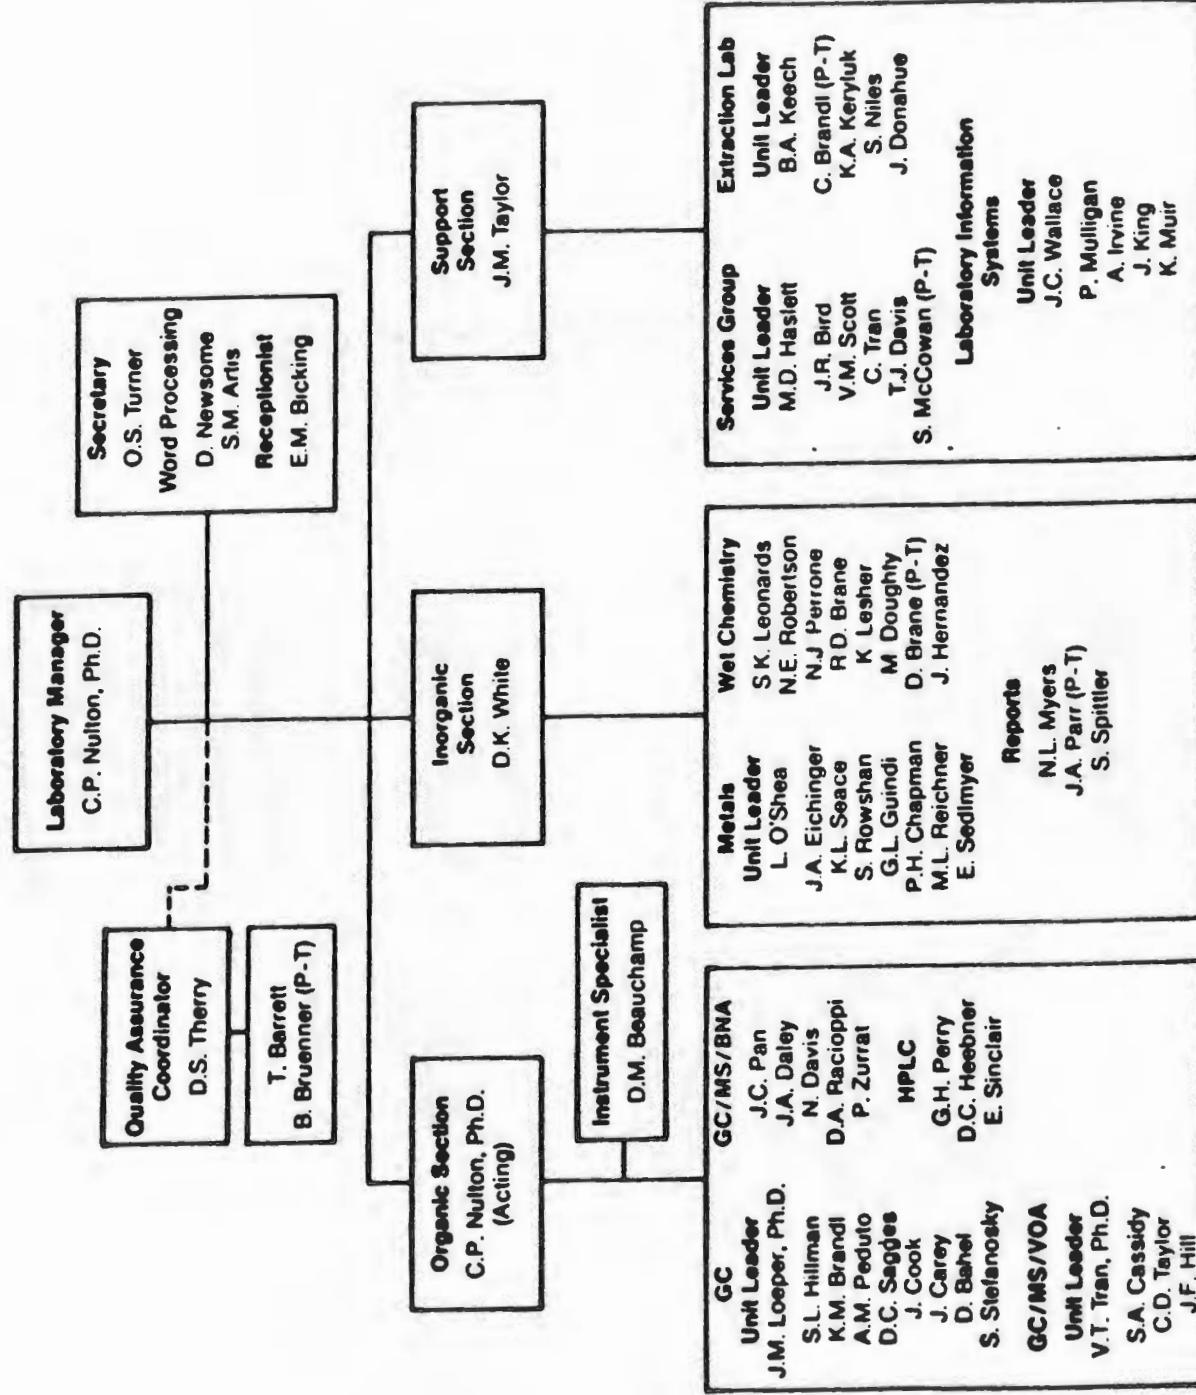 Laboratory Manager
C.P. Nulton, Ph.D.
Quality Assurance
Coordinator
D.S. Therry
T. Barrett
B. Bruenner (P-T)
Secretary
O.S. Turner
Word Processing
D. Newsome
S.M. Artis
Receptionist
E.M. Bicking
Organic Section
C.P. Nulton, Ph.D.
(Acting)
Inorganic
Section
D.K. White
Support
Section
J.M. Taylor
Instrument Specialist
D.M. Beauchamp
GC
Unit Leader
J.M. Loeper, Ph.D.
S.L. Hillman
K.M. Brandl
A.M. Peduto
D.C. Sagges
J. Cook
J. Carey
D. Bahel
S. Stefanosky
GC/MS/VOA
Unit Leader
V.T. Tran, Ph.D.
S.A. Cassidy
C.D. Taylor
J.F. Hill
GC/MS/BNA
J.C. Pan
J.A. Daley
N. Davis
D.A. Racioppi
P. Zurrat
HPLC
G.H. Perry
D.C. Heebner
E. Sinclair
Metals
Unit Leader
L. O'Shea
J.A. Eichinger
K.L. Seace
S. Rowshan
G.L. Guindi
P.H. Chapman
M.L. Reichner
E. Sedlmyer
Wet Chemistry
S K. Leonards
N.E. Robertson
N.J Perrone
R D. Brane
K Lesher
M Doughty
D. Brane (P-T)
J. Hernandez
Reports
N.L. Myers
J.A. Parr (P-T)
S. Spittler
Services Group
Unit Leader
M.D. Haslett
J.R. Bird
V.M. Scott
C. Tran
T.J. Davis
S. McCowan (P-T)
Extraction Lab
Unit Leader
B.A. Keech
C. Brandl (P-T)
K.A. Keryluk
S. Niles
J. Donahue
Laboratory Information
Systems
Unit Leader
J.C. Wallace
P. Mulligan
A. Irvine
J. King
K. Muir